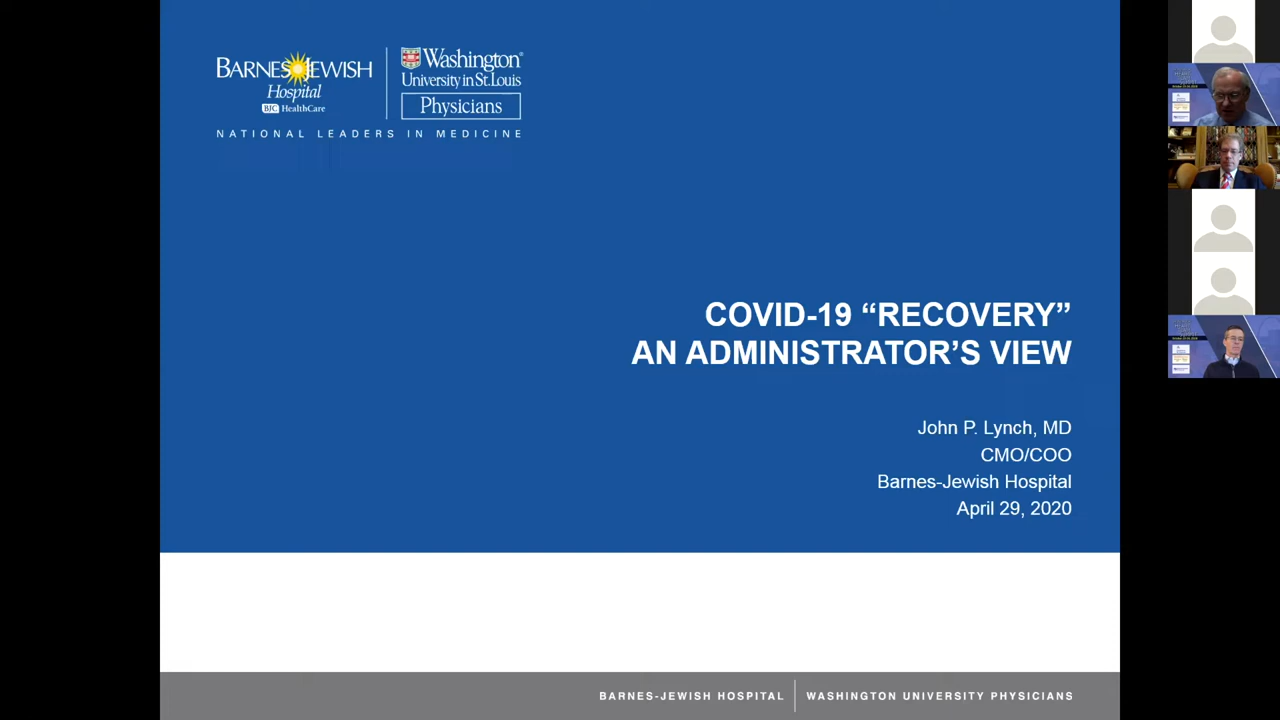 BARNES JEWISH
Hospital
BJC HealthCare
Washington
University in St. Louis
Physicians
NATIONAL LEADERS IN MEDICINE
COVID-19 “RECOVERY”
AN ADMINISTRATOR’S VIEW
John P. Lynch, MD
CMO/COO
Barnes-Jewish Hospital
April 29, 2020
BARNES-JEWISH HOSPITAL
WASHINGTON UNIVERSITY PHYSICIANS